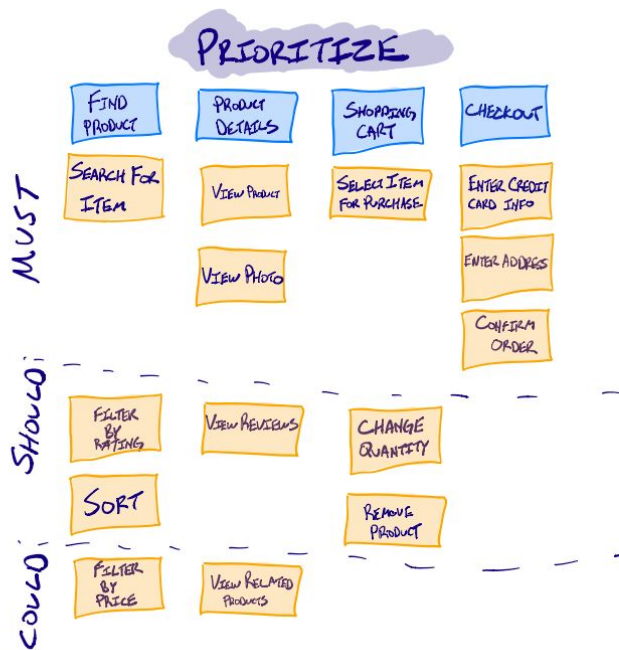 PRIORITIZE
FIND
PRODUCT
PRODUCT
DETAILS
SHOPPING
CART
CHECKOUT
MUST
SEARCH FOR
ITEM
VIEW PRODUCT
SELECT ITEM
FOR PURCHASE
ENTER CREDIT
CARD INFO
VIEW PHOTO
ENTER ADDRESS
CONFIRM
ORDER
SHOULD
FILTER
BY
RATING
VIEW REVIEWS
CHANGE
QUANTITY
SORT
REMOVE
PRODUCT
COULD
FILTER
BY
PRICE
VIEW RELATED
PRODUCTS